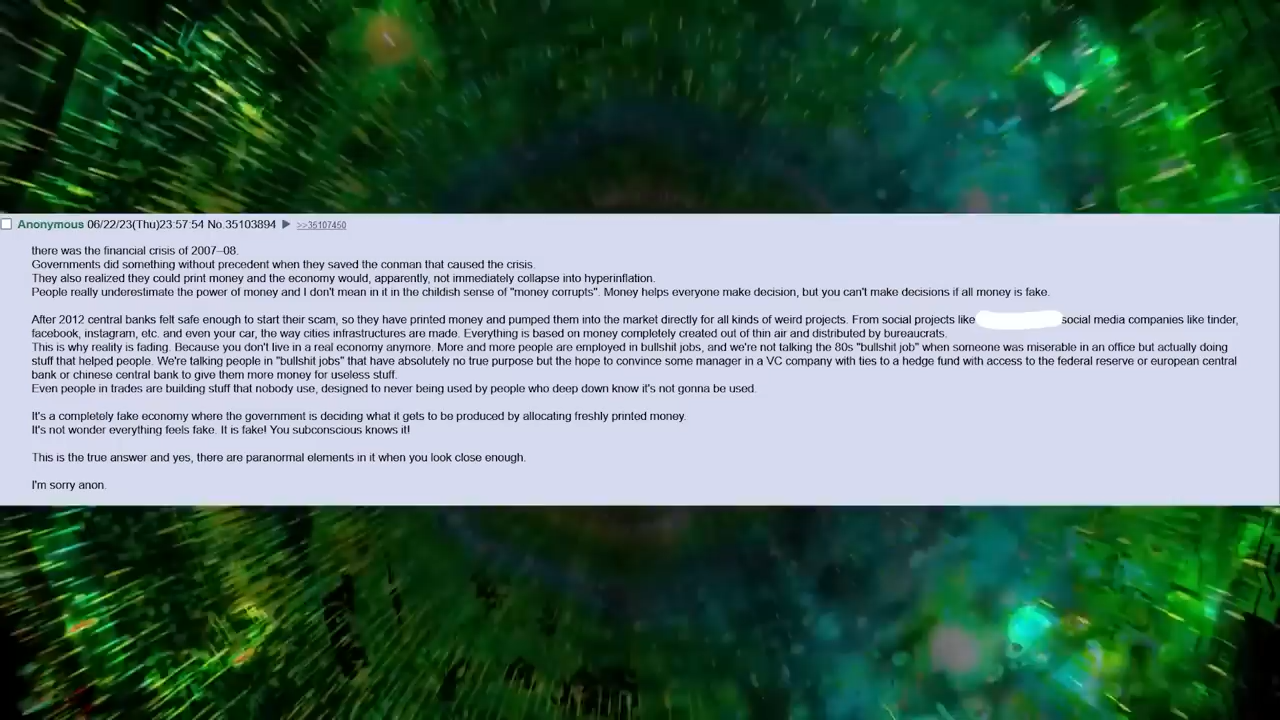 Anonymous 06/22/23(Thu)23:57:54 No.35103894 ▶ >>35107450
there was the financial crisis of 2007–08.
Governments did something without precedent when they saved the conman that caused the crisis.
They also realized they could print money and the economy would, apparently, not immediately collapse into hyperinflation.
People really underestimate the power of money and I don't mean in it in the childish sense of "money corrupts". Money helps everyone make decision, but you can't make decisions if all money is fake.
After 2012 central banks felt safe enough to start their scam, so they have printed money and pumped them into the market directly for all kinds of weird projects. From social projects like social media companies like tinder,
facebook, instagram, etc. and even your car, the way cities infrastructures are made. Everything is based on money completely created out of thin air and distributed by bureaucrats.
This is why reality is fading. Because you don't live in a real economy anymore. More and more people are employed in bullshit jobs, and we're not talking the 80s "bullshit job" when someone was miserable in an office but actually doing
stuff that helped people. We're talking people in "bullshit jobs" that have absolutely no true purpose but the hope to convince some manager in a VC company with ties to a hedge fund with access to the federal reserve or european central
bank or chinese central bank to give them more money for useless stuff.
Even people in trades are building stuff that nobody use, designed to never being used by people who deep down know it's not gonna be used.
It's a completely fake economy where the government is deciding what it gets to be produced by allocating freshly printed money.
It's not wonder everything feels fake. It is fake! You subconscious knows it!
This is the true answer and yes, there are paranormal elements in it when you look close enough.
I'm sorry anon.